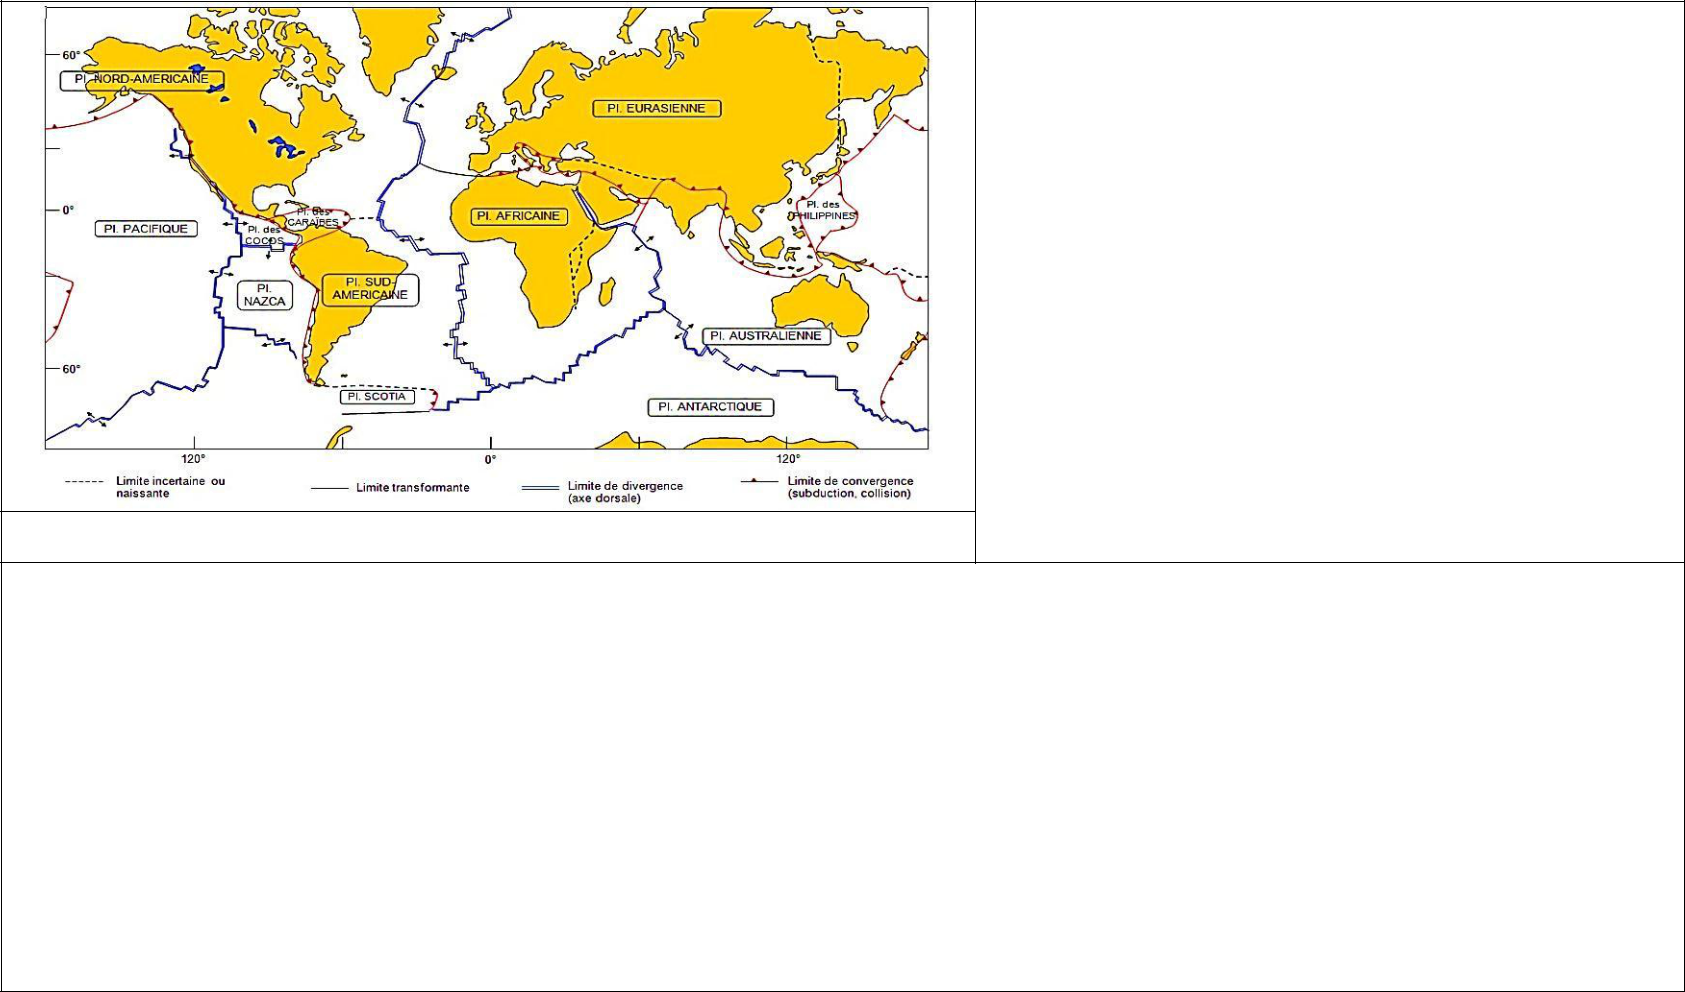 60°
Pl. NORD-AMERICAINE
Pl. EURASIENNE
0°
Pl. PACIFIQUE
Pl. des
CARAÏBES
Pl. des
COCOS
Pl. AFRICAINE
Pl. des
PHILIPPINES
Pl.
NAZCA
Pl. SUD-
AMERICAINE
Pl. AUSTRALIENNE
60°
Pl. SCOTIA
Pl. ANTARCTIQUE
120°
0°
120°
Limite incertaine ou
naissante
Limite transformante
Limite de divergence
(axe dorsale)
Limite de convergence
(subduction, collision)